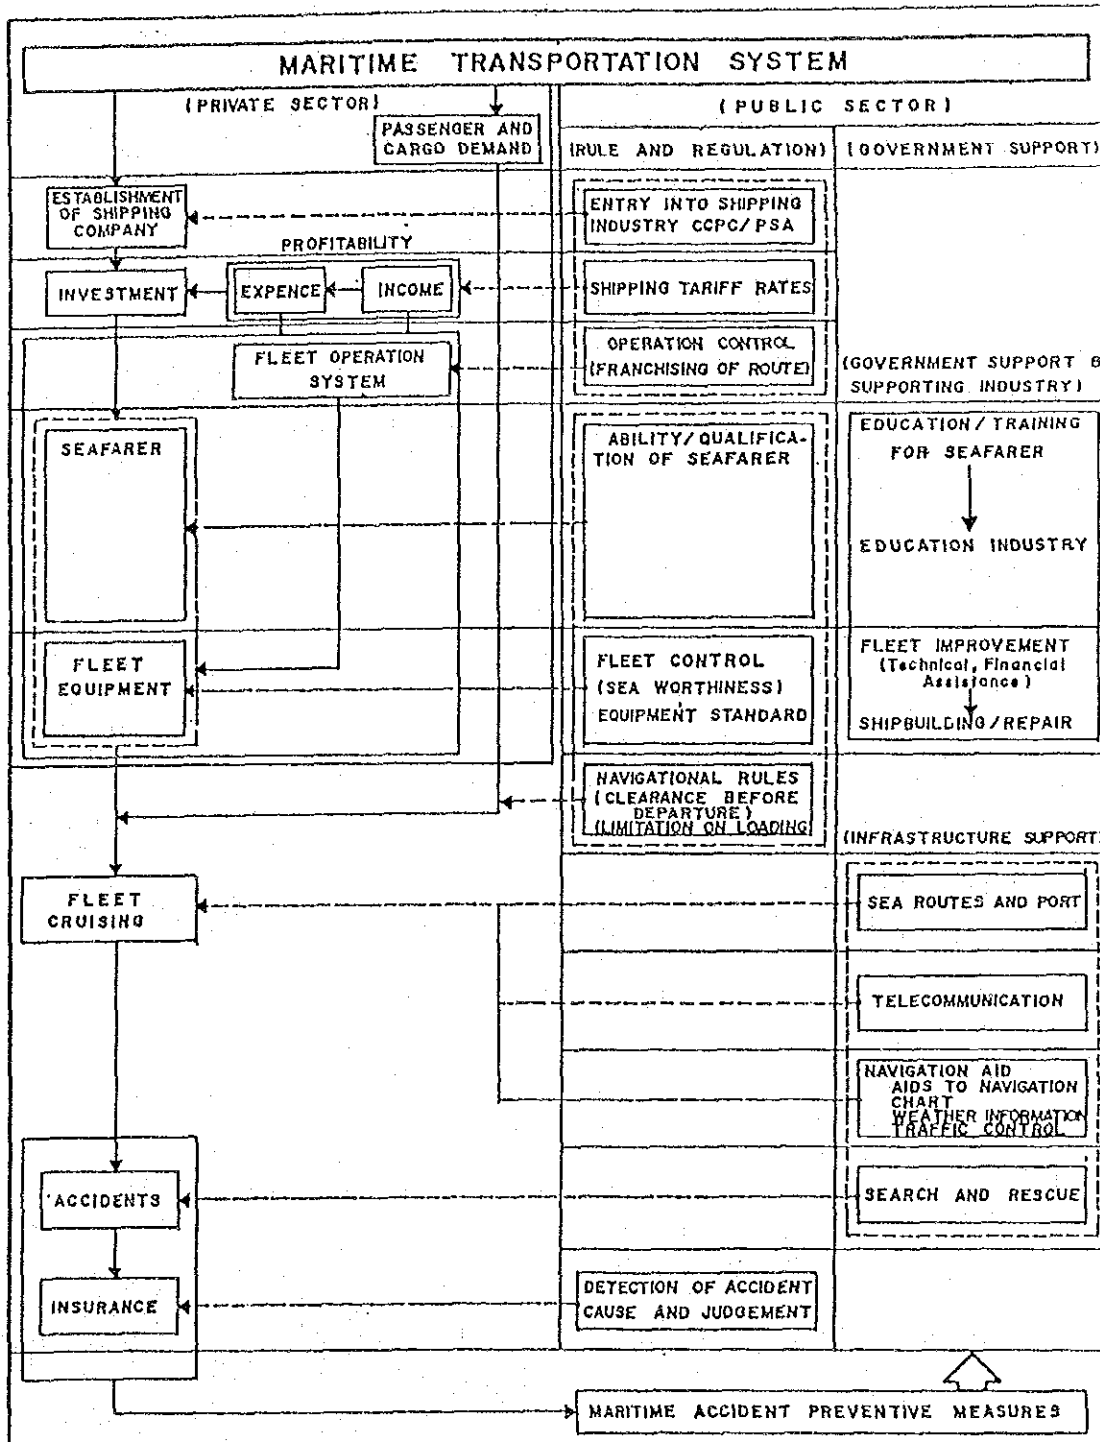 MARITIME TRANSPORTATION SYSTEM
(PRIVATE SECTOR)
(PUBLIC SECTOR)
PASSENGER AND
CARGO DEMAND
(RULE AND REGULATION)
(GOVERNMENT SUPPORT)
ESTABLISHMENT
OF SHIPPING
COMPANY
ENTRY INTO SHIPPING
INDUSTRY CCPC/PSA
PROFITABILITY
INVESTMENT
EXPENCE
INCOME
SHIPPING TARIFF RATES
FLEET OPERATION
SYSTEM
OPERATION CONTROL
(FRANCHISING OF ROUTE)
(GOVERNMENT SUPPORT
SUPPORTING INDUSTRY)
SEAFARER
ABILITY/QUALIFICA-
TION OF SEAFARER
EDUCATION/TRAINING
FOR SEAFARER
EDUCATION INDUSTRY
FLEET
EQUIPMENT
FLEET CONTROL
(SEA WORTHINESS)
EQUIPMENT STANDARD
FLEET IMPROVEMENT
(Technical, Financial
Assistance)
SHIPBUILDING/REPAIR
NAVIGATIONAL RULES
(CLEARANCE BEFORE
DEPARTURE)
(LIMITATION ON LOADING)
(INFRASTRUCTURE SUPPORT)
FLEET
CRUISING
SEA ROUTES AND PORT
TELECOMMUNICATION
NAVIGATION AID
AIDS TO NAVIGATION
CHART
WEATHER INFORMATION
TRAFFIC CONTROL
ACCIDENTS
SEARCH AND RESCUE
INSURANCE
DETECTION OF ACCIDENT
CAUSE AND JUDGEMENT
MARITIME ACCIDENT PREVENTIVE MEASURES